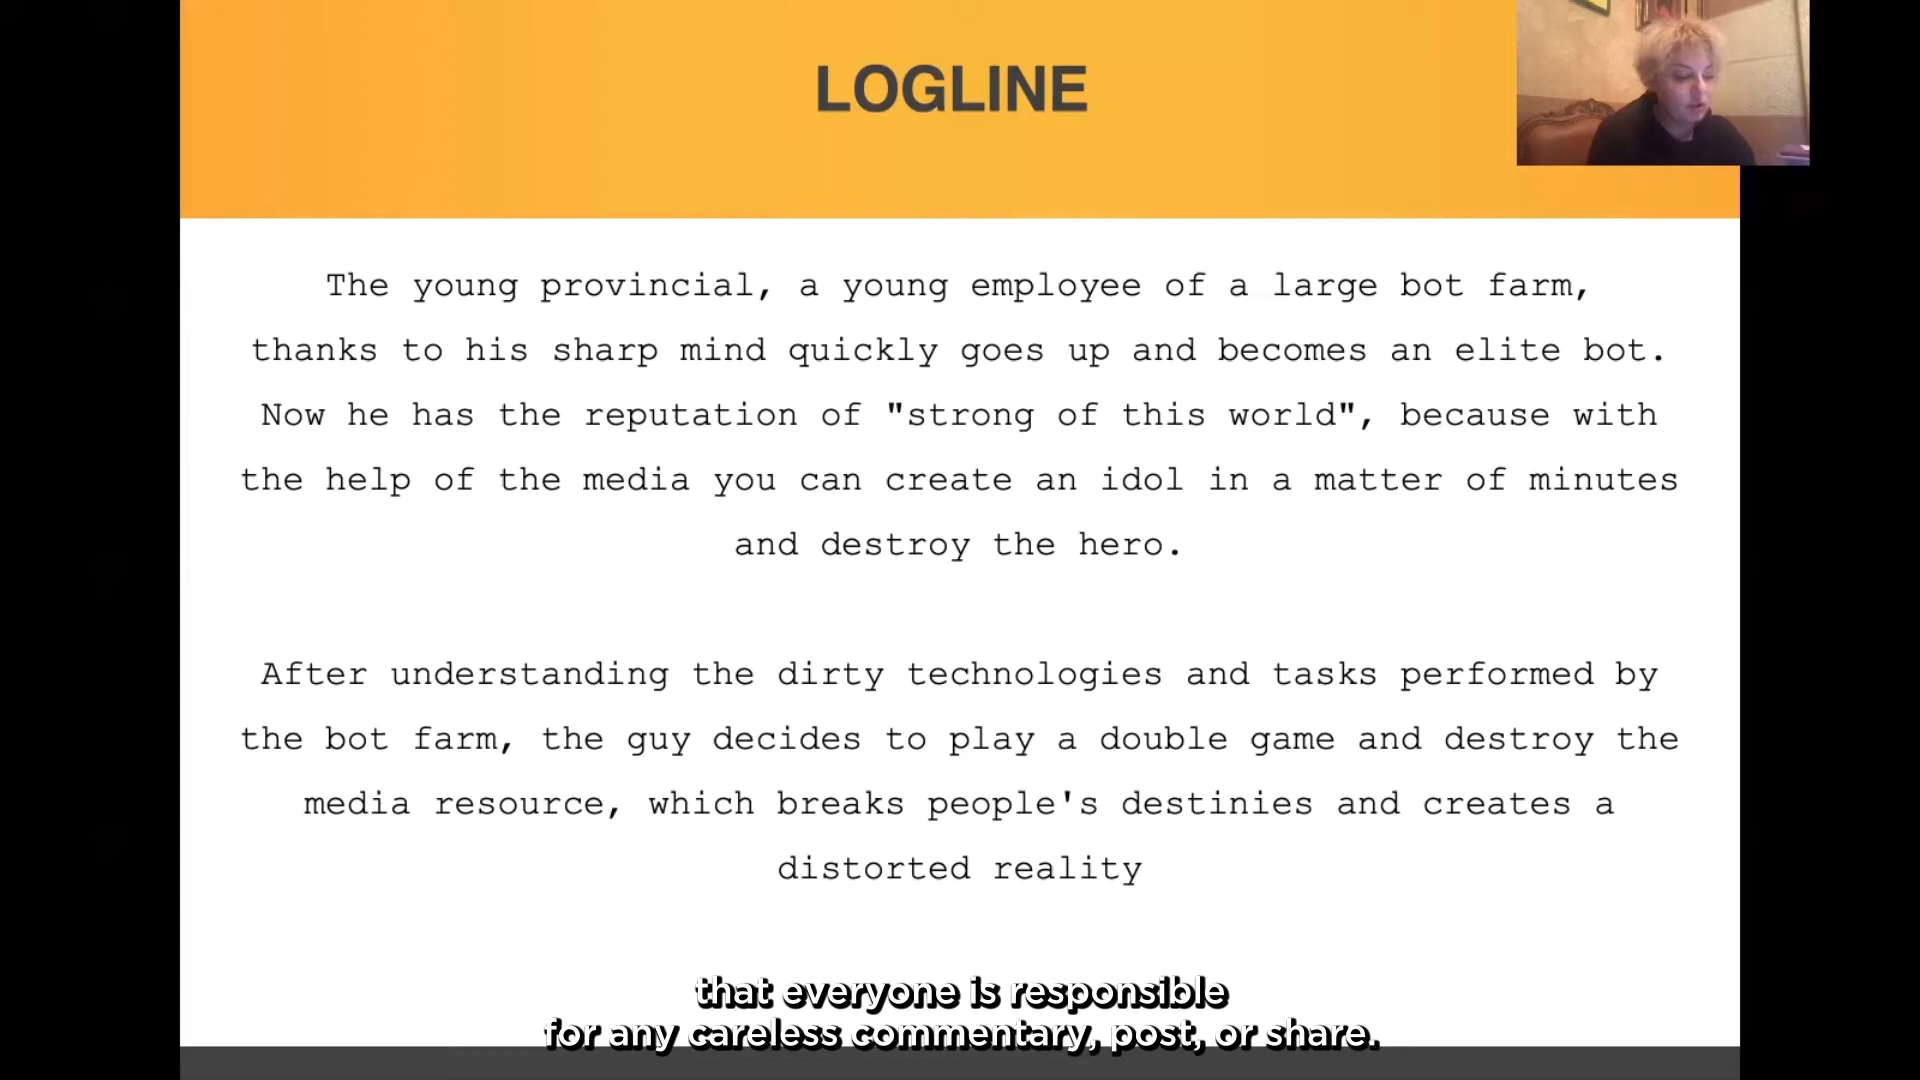 LOGLINE
The young provincial, a young employee of a large bot farm,
thanks to his sharp mind quickly goes up and becomes an elite bot.
Now he has the reputation of "strong of this world", because with
the help of the media you can create an idol in a matter of minutes
and destroy the hero.
After understanding the dirty technologies and tasks performed by
the bot farm, the guy decides to play a double game and destroy the
media resource, which breaks people's destinies and creates a
distorted reality
that everyone is responsible
for any careless commentary, post, or share.